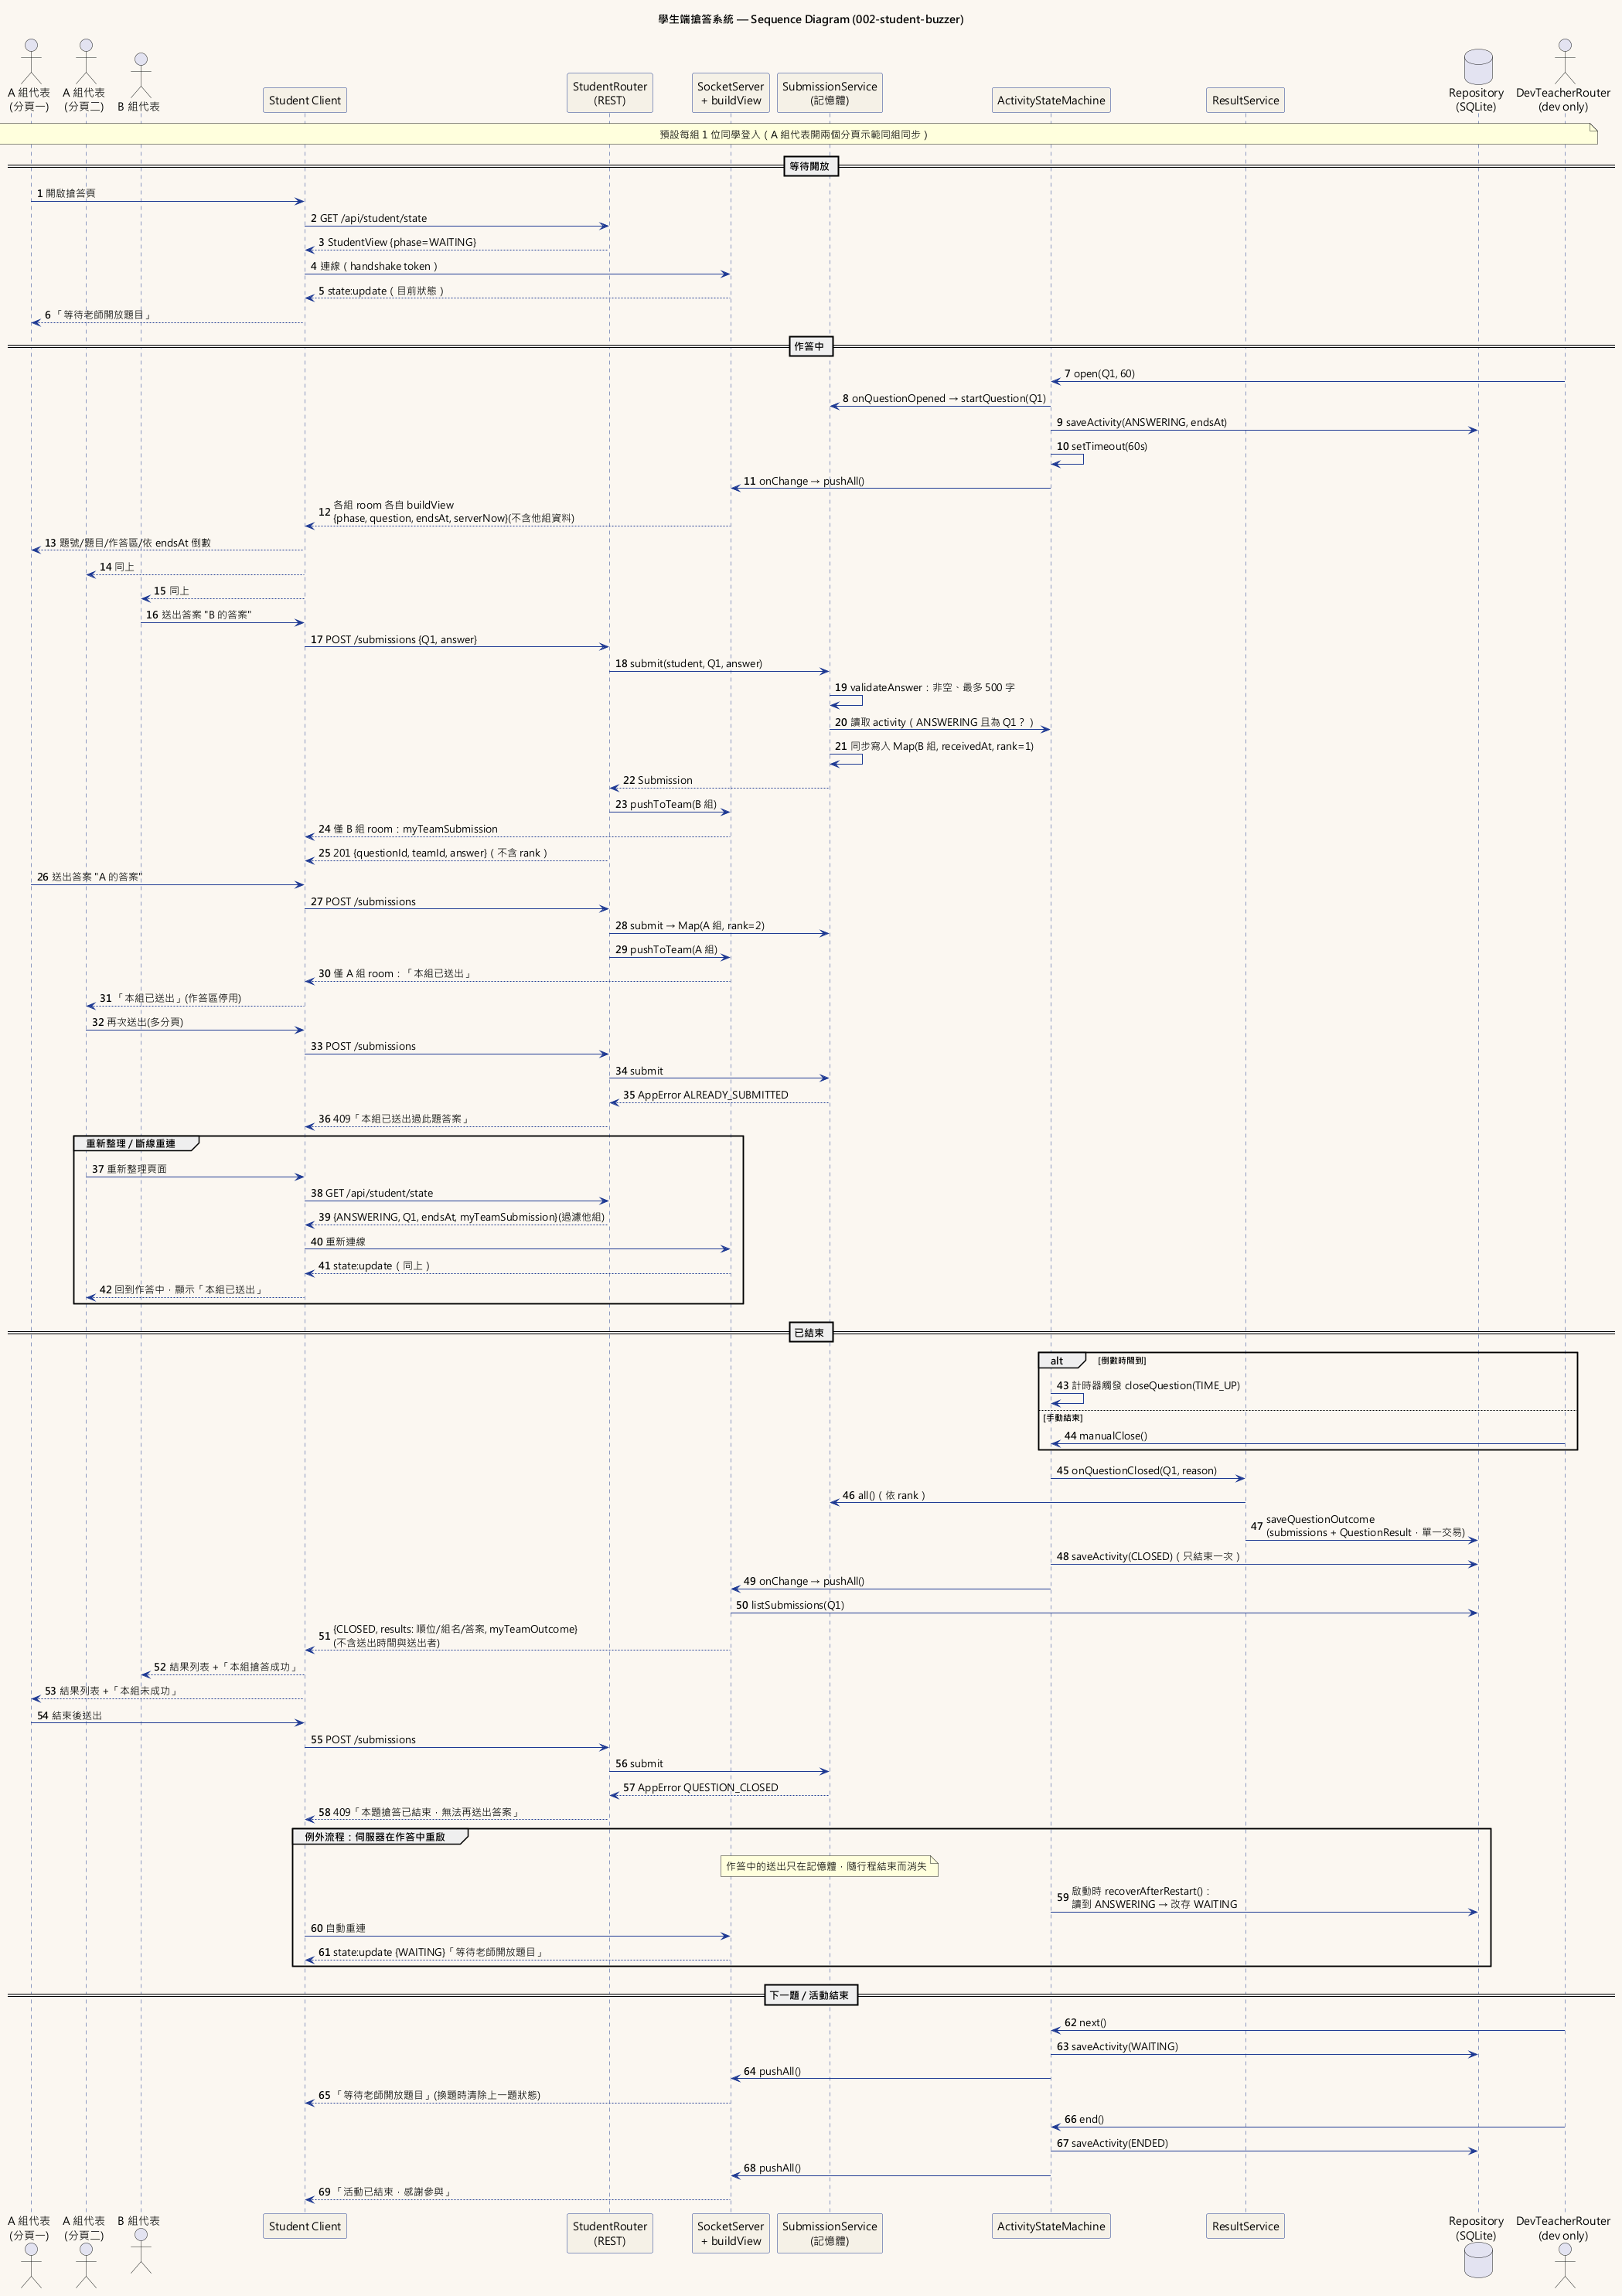 學生端搶答系統 — Sequence Diagram (002-student-buzzer)
A 組代表
(分頁一)
A 組代表
(分頁二)
B 組代表
Student Client
StudentRouter
(REST)
SocketServer
+ buildView
SubmissionService
(記憶體)
ActivityStateMachine
ResultService
Repository
(SQLite)
DevTeacherRouter
(dev only)
預設每組 1 位同學登入（A 組代表開兩個分頁示範同組同步）
等待開放
1 開啟搶答頁
2 GET /api/student/state
3 StudentView {phase=WAITING}
4 連線（handshake token）
5 state:update（目前狀態）
6 「等待老師開放題目」
作答中
7 open(Q1, 60)
8 onQuestionOpened → startQuestion(Q1)
9 saveActivity(ANSWERING, endsAt)
10 setTimeout(60s)
11 onChange → pushAll()
12 各組 room 各自 buildView
{phase, question, endsAt, serverNow}(不含他組資料)
13 題號/題目/作答區/依 endsAt 倒數
14 同上
15 同上
16 送出答案 "B 的答案"
17 POST /submissions {Q1, answer}
18 submit(student, Q1, answer)
19 validateAnswer：非空、最多 500 字
20 讀取 activity（ANSWERING 且為 Q1？）
21 同步寫入 Map(B 組, receivedAt, rank=1)
22 Submission
23 pushToTeam(B 組)
24 僅 B 組 room：myTeamSubmission
25 201 {questionId, teamId, answer}（不含 rank）
26 送出答案 "A 的答案"
27 POST /submissions
28 submit → Map(A 組, rank=2)
29 pushToTeam(A 組)
30 僅 A 組 room：「本組已送出」
31 「本組已送出」(作答區停用)
32 再次送出(多分頁)
33 POST /submissions
34 submit
35 AppError ALREADY_SUBMITTED
36 409「本組已送出過此題答案」
重新整理 / 斷線重連
37 重新整理頁面
38 GET /api/student/state
39 {ANSWERING, Q1, endsAt, myTeamSubmission}(過濾他組)
40 重新連線
41 state:update（同上）
42 回到作答中，顯示「本組已送出」
已結束
alt [倒數時間到]
43 計時器觸發 closeQuestion(TIME_UP)
[手動結束]
44 manualClose()
45 onQuestionClosed(Q1, reason)
46 all()（依 rank）
47 saveQuestionOutcome
(submissions + QuestionResult，單一交易)
48 saveActivity(CLOSED)（只結束一次）
49 onChange → pushAll()
50 listSubmissions(Q1)
51 {CLOSED, results: 順位/組名/答案, myTeamOutcome}
(不含送出時間與送出者)
52 結果列表 +「本組搶答成功」
53 結果列表 +「本組未成功」
54 結束後送出
55 POST /submissions
56 submit
57 AppError QUESTION_CLOSED
58 409「本題搶答已結束，無法再送出答案」
例外流程：伺服器在作答中重啟
作答中的送出只在記憶體，隨行程結束而消失
59 啟動時 recoverAfterRestart()：
讀到 ANSWERING → 改存 WAITING
60 自動重連
61 state:update {WAITING}「等待老師開放題目」
下一題 / 活動結束
62 next()
63 saveActivity(WAITING)
64 pushAll()
65 「等待老師開放題目」(換題時清除上一題狀態)
66 end()
67 saveActivity(ENDED)
68 pushAll()
69 「活動已結束，感謝參與」
A 組代表
(分頁一)
A 組代表
(分頁二)
B 組代表
Student Client
StudentRouter
(REST)
SocketServer
+ buildView
SubmissionService
(記憶體)
ActivityStateMachine
ResultService
Repository
(SQLite)
DevTeacherRouter
(dev only)